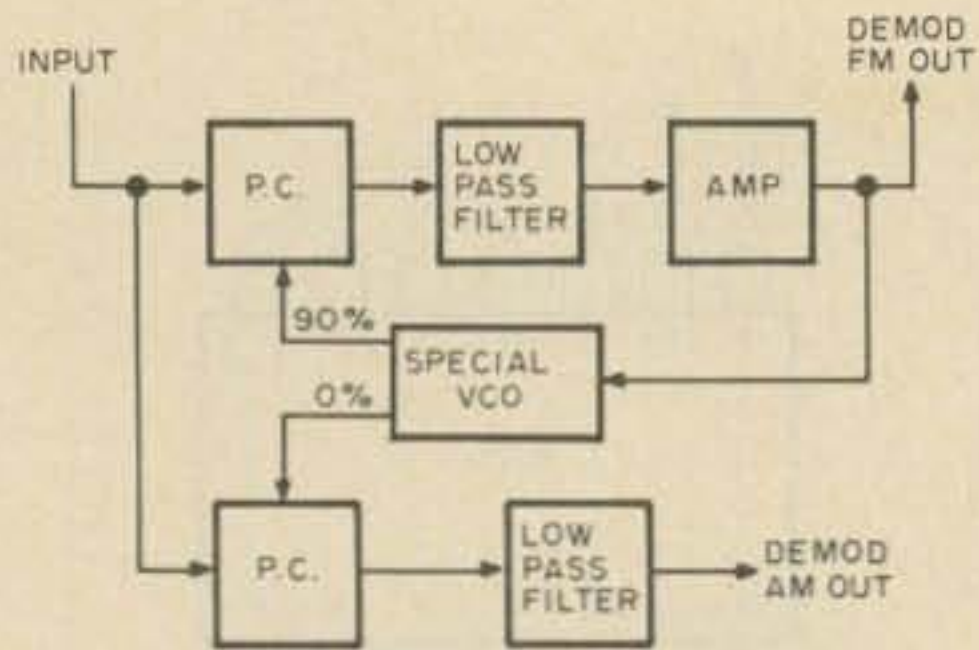 INPUT
DEMOD
FM OUT
P.C.
LOW
PASS
FILTER
AMP
90%
SPECIAL
VCO
0%
P.C.
LOW
PASS
FILTER
DEMOD
AM OUT